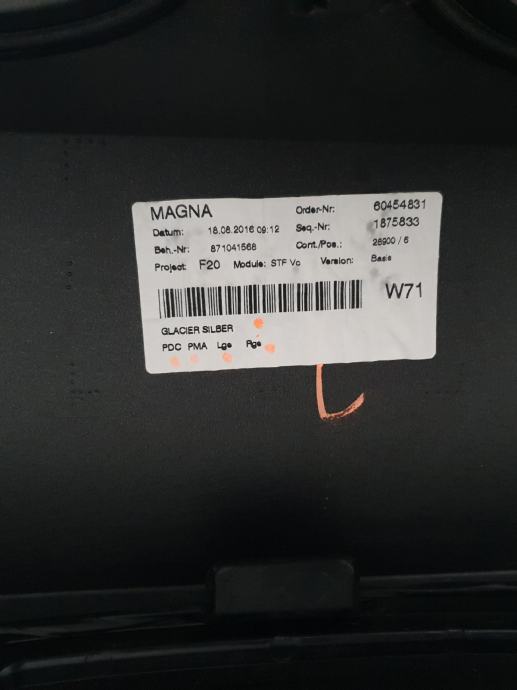 MAGNA Order-Nr: 60454831
Datum: 18.08.2016 09:12 Seq.-Nr: 1875833
Beh.-Nr: 871041568 Cont./Pos.: 26900 / 6
Project: F20 Module: STF Vo Version: Basis
W71
GLACIER SILBER
PDC PMA Lge Rge